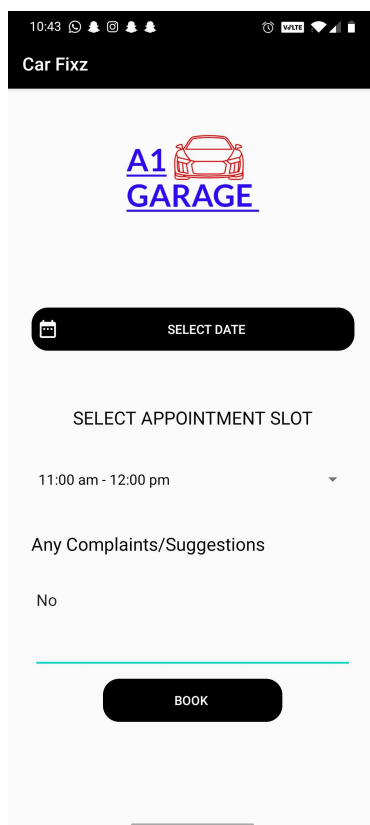 10:43
VoLTE
Car Fixz
A1
GARAGE
SELECT DATE
SELECT APPOINTMENT SLOT
11:00 am - 12:00 pm
Any Complaints/Suggestions
No
BOOK